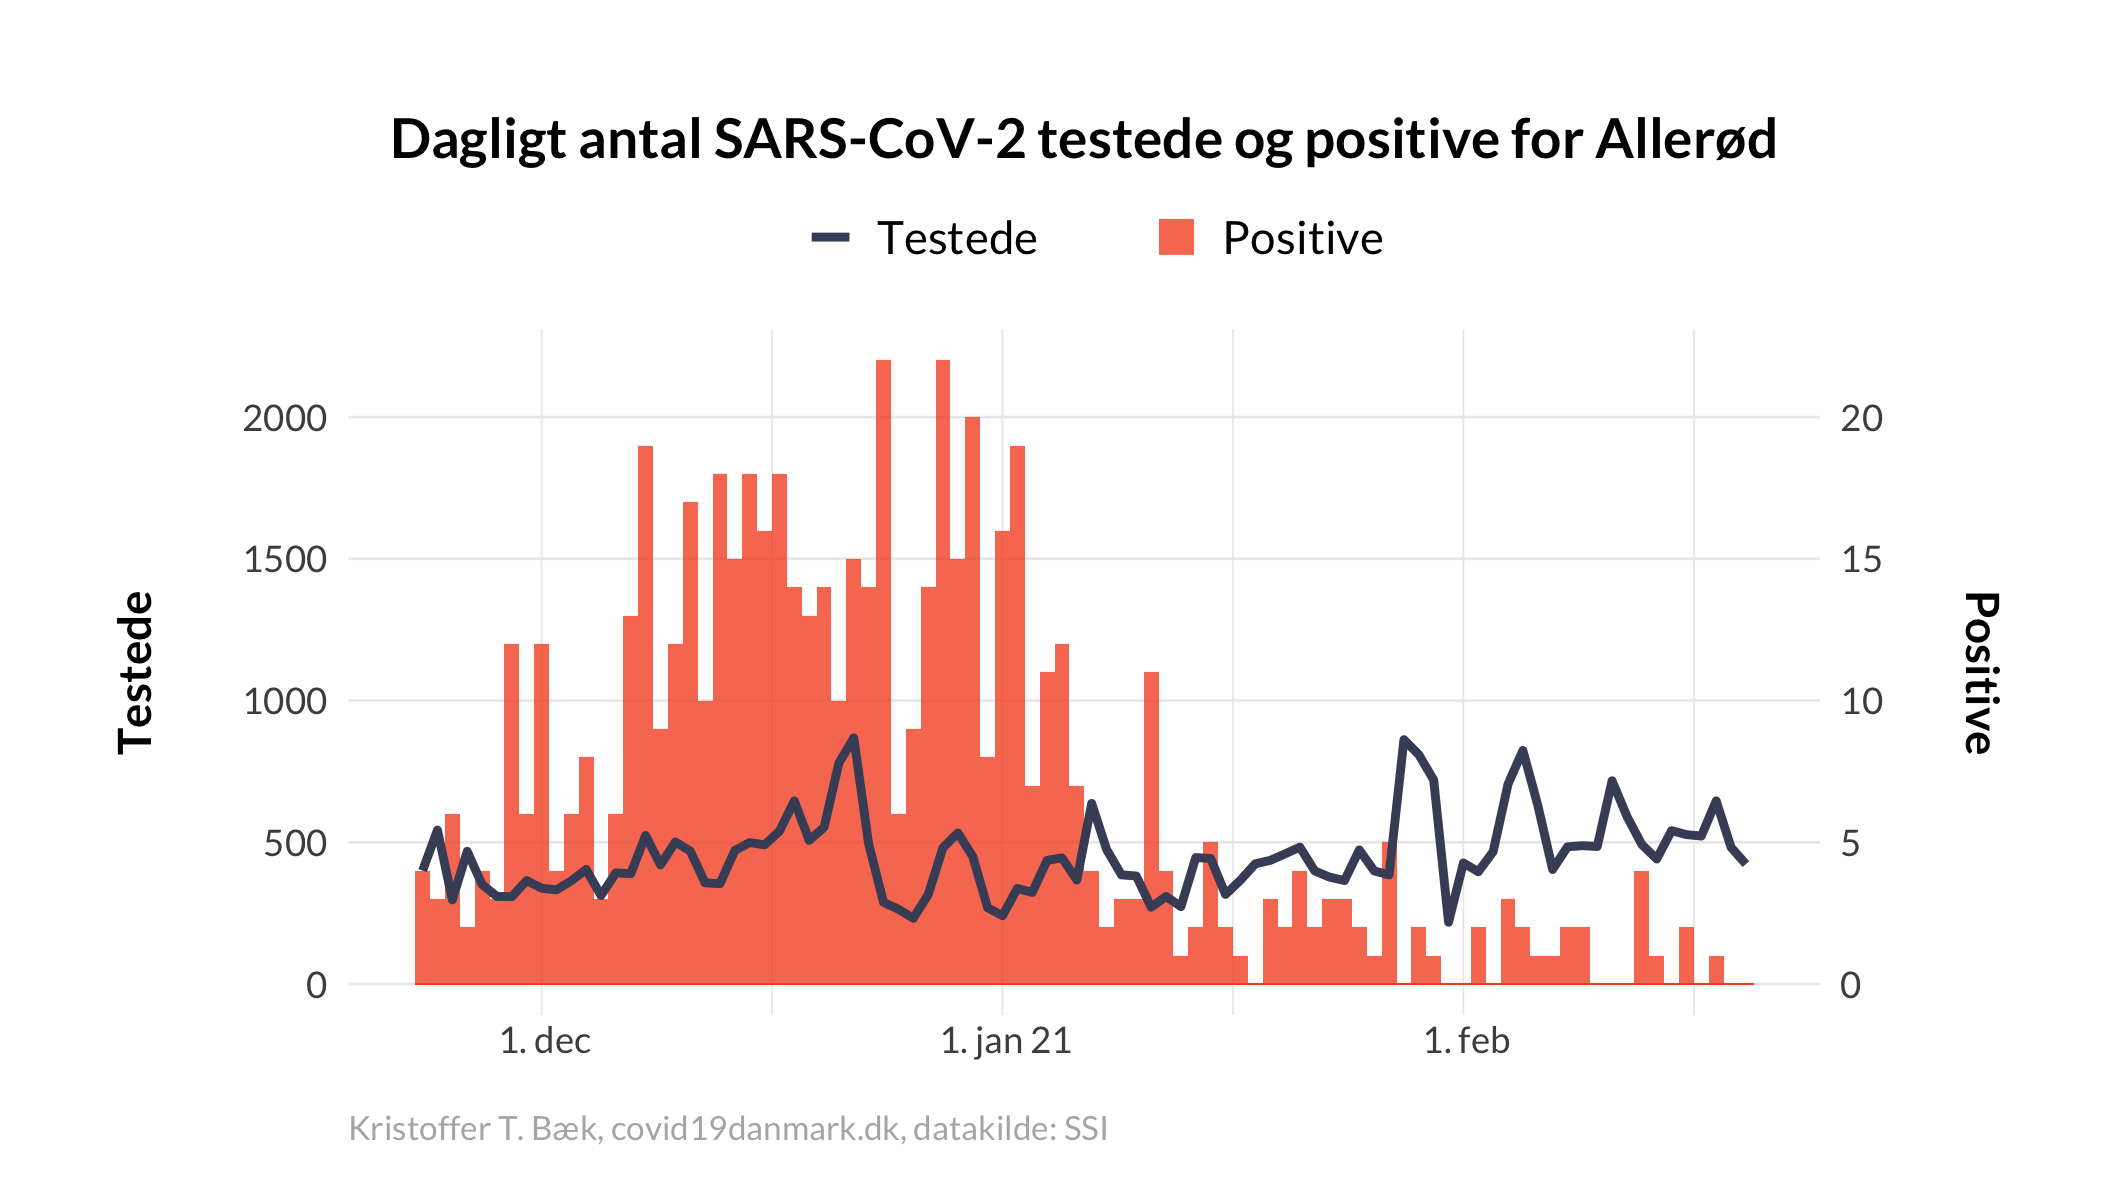 Dagligt antal SARS-CoV-2 testede og positive for Allerød
Testede
Positive
2000
1500
1000
500
0
Testede
20
15
10
5
0
Positive
1. dec
1. jan 21
1. feb
Kristoffer T. Bæk, covid19danmark.dk, datakilde: SSI